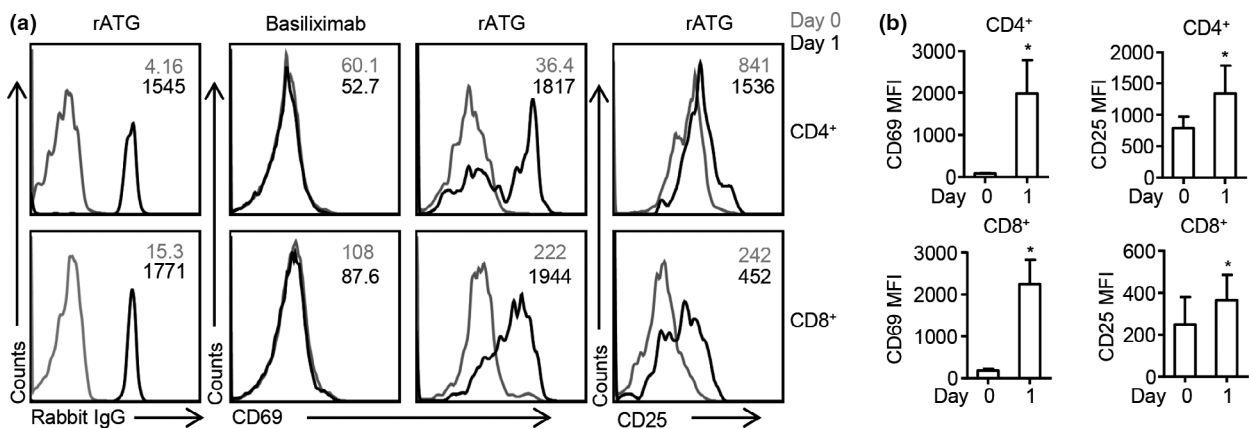 (a)
rATG
Basiliximab
rATG
rATG
Day 0
Day 1
4.16
1545
60.1
52.7
36.4
1817
841
1536
CD4⁺
15.3
1771
108
87.6
222
1944
242
452
CD8⁺
Counts
Counts
Counts
Rabbit IgG
CD69
CD25
(b)
CD4⁺
CD69 MFI
3000
2000
1000
0
*
Day 0 1
CD4⁺
CD25 MFI
2000
1500
1000
500
0
*
Day 0 1
CD8⁺
CD69 MFI
3000
2000
1000
0
*
Day 0 1
CD8⁺
CD25 MFI
600
400
200
0
*
Day 0 1